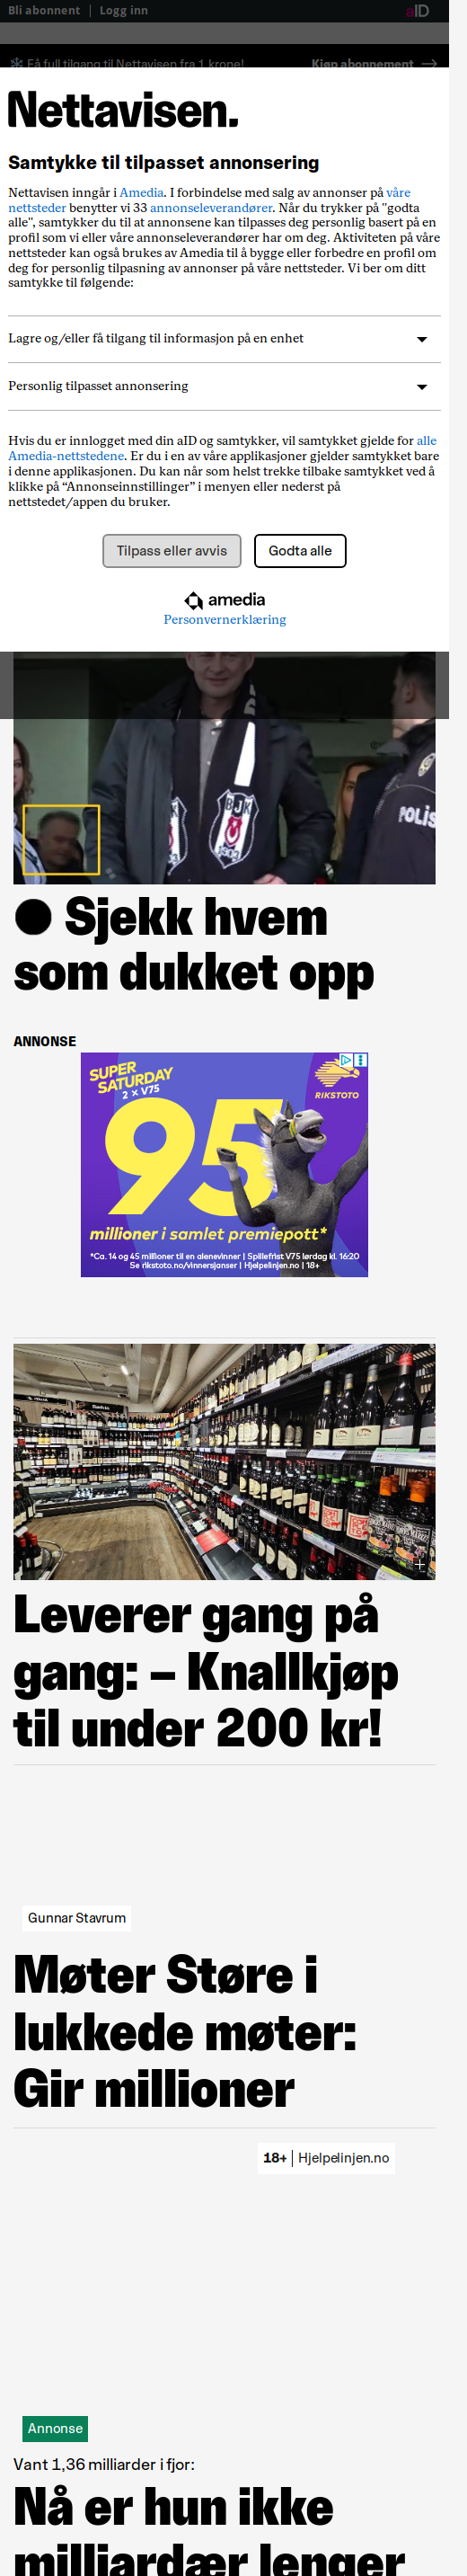 Bli abonnent | Logg inn
aID
Få full tilgang til Nettavisen fra 1 krone!
Kjøp abonnement
Nettavisen.
Samtykke til tilpasset annonsering
Nettavisen inngår i Amedia. I forbindelse med salg av annonser på våre
nettsteder benytter vi 33 annonseleverandører. Når du trykker på "godta
alle", samtykker du til at annonsene kan tilpasses deg personlig basert på en
profil som vi eller våre annonseleverandører har om deg. Aktiviteten på våre
nettsteder kan også brukes av Amedia til å bygge eller forbedre en profil om
deg for personlig tilpasning av annonser på våre nettsteder. Vi ber om ditt
samtykke til følgende:
Lagre og/eller få tilgang til informasjon på en enhet
Personlig tilpasset annonsering
Hvis du er innlogget med din aID og samtykker, vil samtykket gjelde for alle
Amedia-nettstedene. Er du i en av våre applikasjoner gjelder samtykket bare
i denne applikasjonen. Du kan når som helst trekke tilbake samtykket ved å
klikke på “Annonseinnstillinger” i menyen eller nederst på
nettstedet/appen du bruker.
Tilpass eller avvis
Godta alle
amedia
Personvernerklæring
BJK
POLİS
Sjekk hvem
som dukket opp
ANNONSE
SUPER
SATURDAY
2 x V75
RIKSTOTO
95
millioner i samlet premiepott*
*Ca. 14 og 45 millioner til en alenevinner | Spillefrist V75 lørdag kl. 16:20
Se rikstoto.no/vinnersjanser | Hjelpelinjen.no | 18+
Leverer gang på
gang: – Knallkjøp
til under 200 kr!
Gunnar Stavrum
Møter Støre i
lukkede møter:
Gir millioner
18+ | Hjelpelinjen.no
Annonse
Vant 1,36 milliarder i fjor:
Nå er hun ikke
milliardær lenger